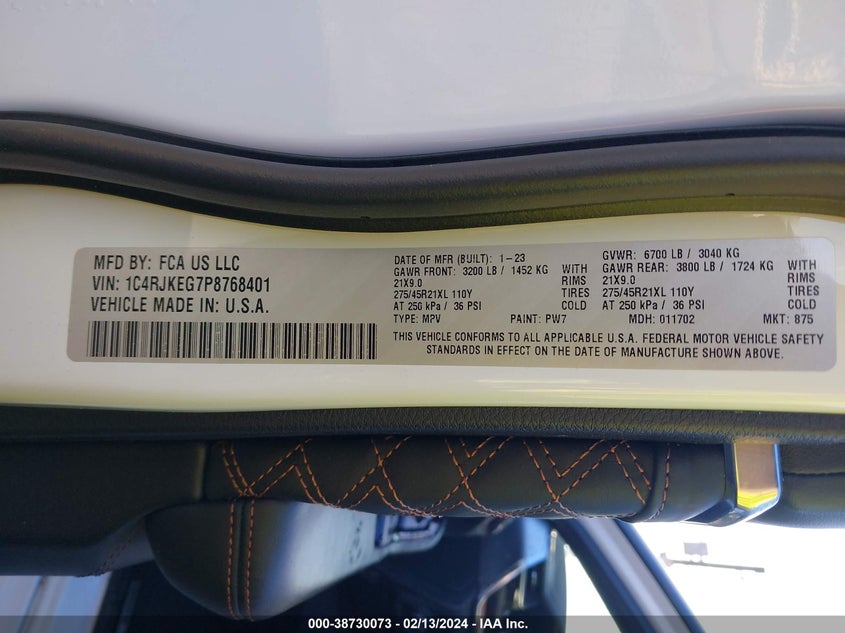 MFD BY: FCA US LLC
VIN: 1C4RJKEG7P8768401
VEHICLE MADE IN: U.S.A.
DATE OF MFR (BUILT): 1-23
GAWR FRONT: 3200 LB / 1452 KG WITH
21X9.0 RIMS
275/45R21XL 110Y TIRES
AT 250 kPa / 36 PSI COLD
TYPE: MPV PAINT: PW7
GVWR: 6700 LB / 3040 KG
GAWR REAR: 3800 LB / 1724 KG WITH
21X9.0 RIMS
275/45R21XL 110Y TIRES
AT 250 kPa / 36 PSI COLD
MDH: 011702 MKT: 875
THIS VEHICLE CONFORMS TO ALL APPLICABLE U.S.A. FEDERAL MOTOR VEHICLE SAFETY
STANDARDS IN EFFECT ON THE DATE OF MANUFACTURE SHOWN ABOVE.
000-38730073 - 02/13/2024 - IAA Inc.